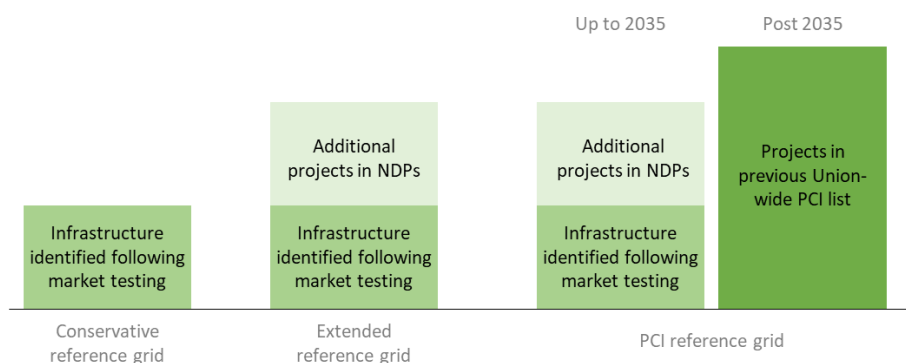 Up to 2035
Post 2035
Additional
projects in NDPs
Additional
projects in NDPs
Projects in
previous Union-
wide PCI list
Infrastructure
identified following
market testing
Infrastructure
identified following
market testing
Infrastructure
identified following
market testing
Conservative
reference grid
Extended
reference grid
PCI reference grid